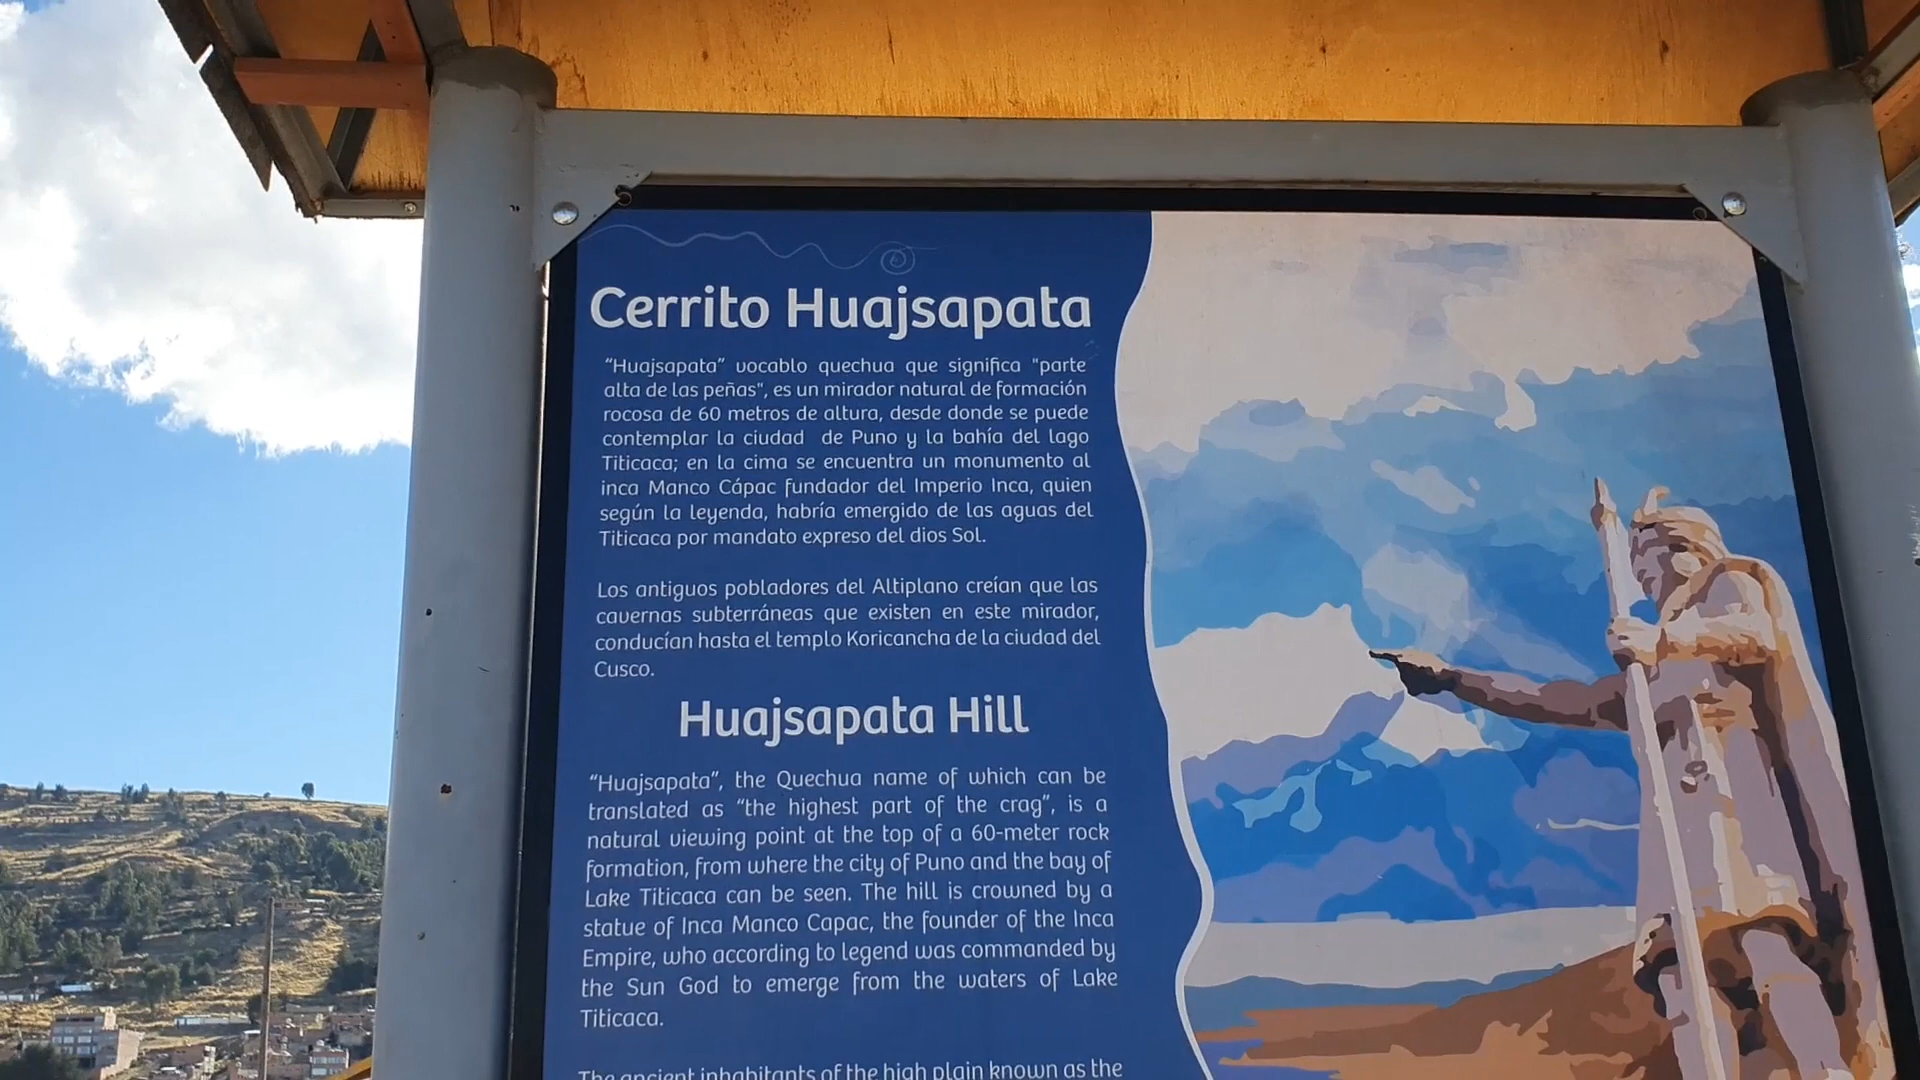 Cerrito Huajsapata
“Huajsapata” vocablo quechua que significa "parte
alta de las peñas", es un mirador natural de formación
rocosa de 60 metros de altura, desde donde se puede
contemplar la ciudad de Puno y la bahía del lago
Titicaca; en la cima se encuentra un monumento al
inca Manco Cápac fundador del Imperio Inca, quien
según la leyenda, habría emergido de las aguas del
Titicaca por mandato expreso del dios Sol.
Los antiguos pobladores del Altiplano creían que las
cavernas subterráneas que existen en este mirador,
conducían hasta el templo Koricancha de la ciudad del
Cusco.
Huajsapata Hill
“Huajsapata”, the Quechua name of which can be
translated as “the highest part of the crag”, is a
natural viewing point at the top of a 60-meter rock
formation, from where the city of Puno and the bay of
Lake Titicaca can be seen. The hill is crowned by a
statue of Inca Manco Capac, the founder of the Inca
Empire, who according to legend was commanded by
the Sun God to emerge from the waters of Lake
Titicaca.
The ancient inhabitants of the high plain known as the